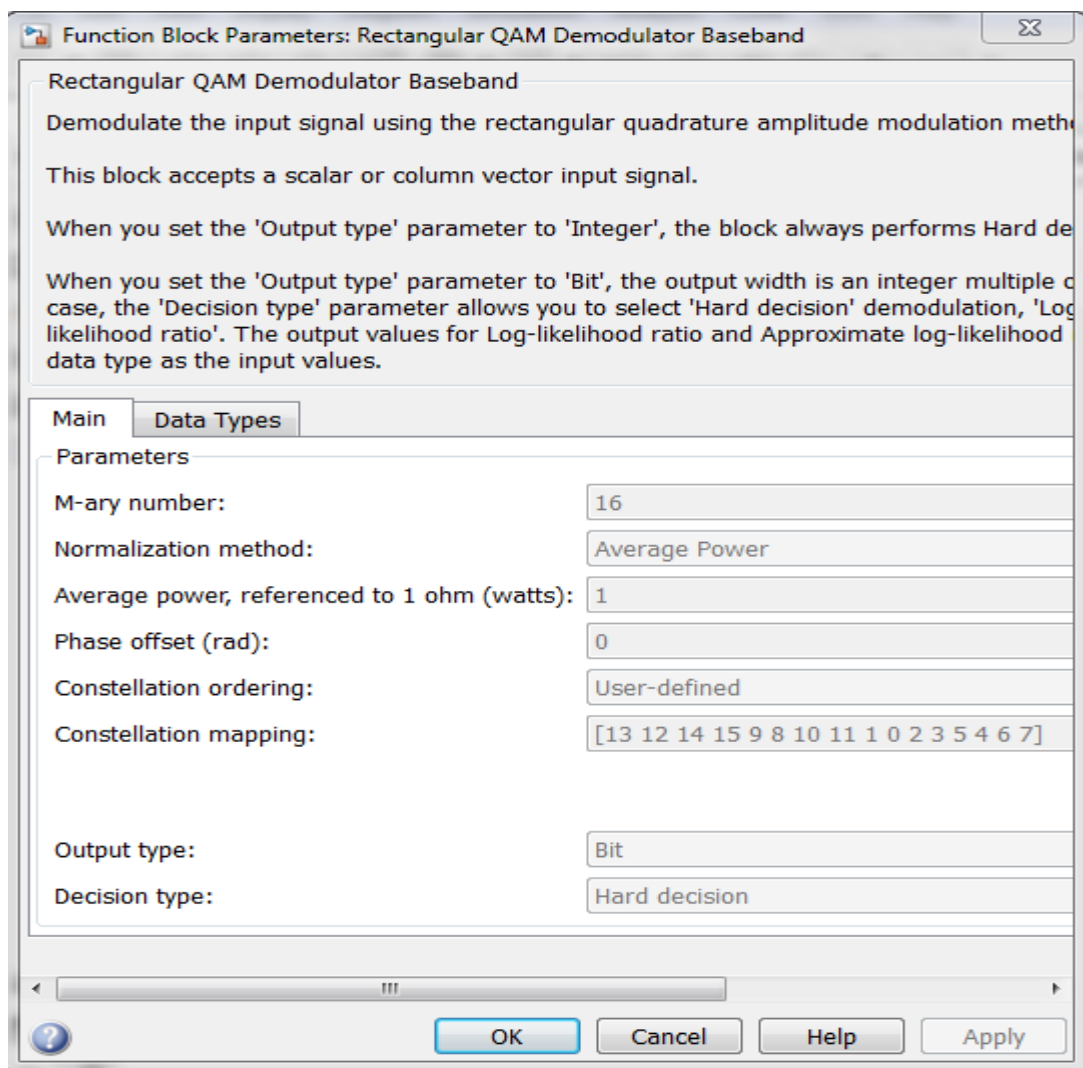 Function Block Parameters: Rectangular QAM Demodulator Baseband
Rectangular QAM Demodulator Baseband
Demodulate the input signal using the rectangular quadrature amplitude modulation meth
This block accepts a scalar or column vector input signal.
When you set the 'Output type' parameter to 'Integer', the block always performs Hard de
When you set the 'Output type' parameter to 'Bit', the output width is an integer multiple o
case, the 'Decision type' parameter allows you to select 'Hard decision' demodulation, 'Log
likelihood ratio'. The output values for Log-likelihood ratio and Approximate log-likelihood
data type as the input values.
Main Data Types
Parameters
M-ary number: 16
Normalization method: Average Power
Average power, referenced to 1 ohm (watts): 1
Phase offset (rad): 0
Constellation ordering: User-defined
Constellation mapping: [13 12 14 15 9 8 10 11 1 0 2 3 5 4 6 7]
Output type: Bit
Decision type: Hard decision
OK Cancel Help Apply